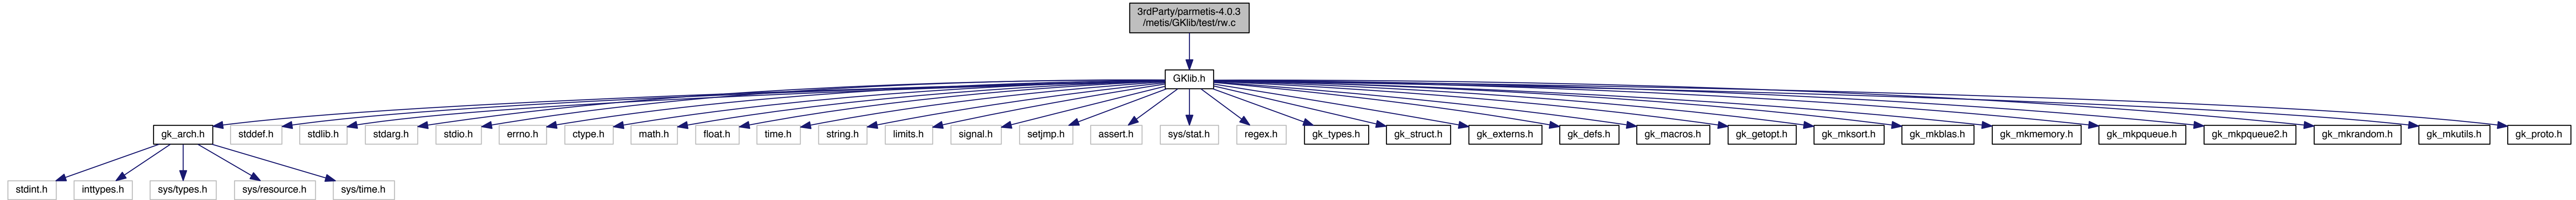 3rdParty/parmetis-4.0.3
/metis/GKlib/test/rw.c
GKlib.h
gk_arch.h
stddef.h
stdlib.h
stdarg.h
stdio.h
errno.h
ctype.h
math.h
float.h
time.h
string.h
limits.h
signal.h
setjmp.h
assert.h
sys/stat.h
regex.h
gk_types.h
gk_struct.h
gk_externs.h
gk_defs.h
gk_macros.h
gk_getopt.h
gk_mksort.h
gk_mkblas.h
gk_mkmemory.h
gk_mkpqueue.h
gk_mkpqueue2.h
gk_mkrandom.h
gk_mkutils.h
gk_proto.h
stdint.h
inttypes.h
sys/types.h
sys/resource.h
sys/time.h